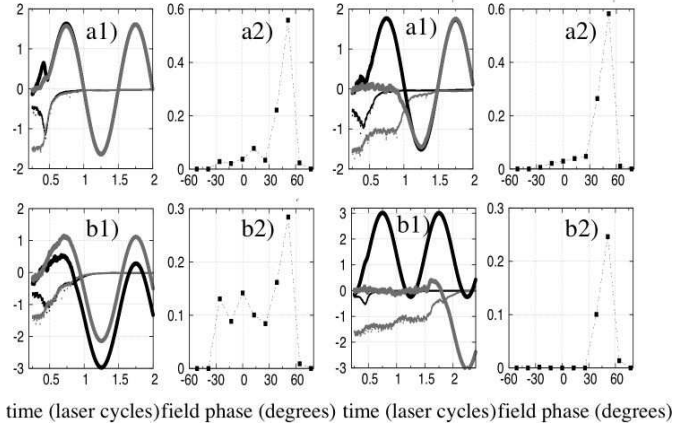 2 0.6 2 0.6
a1) a2) a1) a2)
1 0.4 1 0.4
0 0
0.2 0.2
-1 -1
-2 0 -2 0
0.5 1 1.5 2 -60 -30 0 30 60 0.5 1 1.5 2 -60 -30 0 30 60
2 0.3 0.3
b1) b2) b1) b2)
3
1 2
0.2 0.2
0 1
0
-1
0.1 -1 0.1
-2 -2
-3 0 -3 0
0.5 1 1.5 2 -60 -30 0 30 60 0.5 1 1.5 2 -60 -30 0 30 60
time (laser cycles) field phase (degrees) time (laser cycles) field phase (degrees)